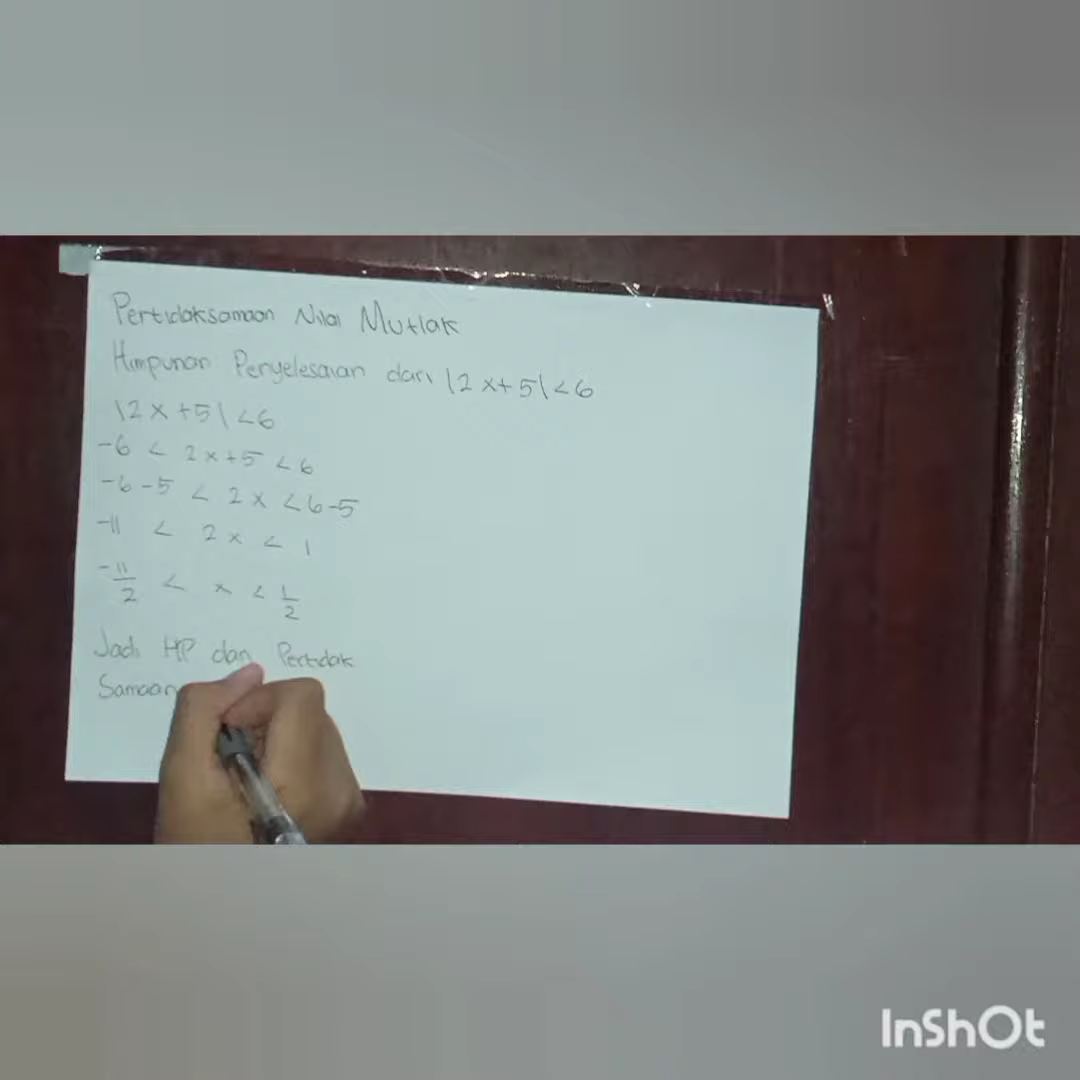 Pertidaksamaan Nilai Mutlak
Himpunan Penyelesaian dari |2x+5|<6
|2x+5|<6
-6 < 2x+5 <6
-6-5 < 2x <6-5
-11 < 2x < 1
-11/2 < x < 1/2
Jadi HP dan Pertidak
Samaan
InShOt